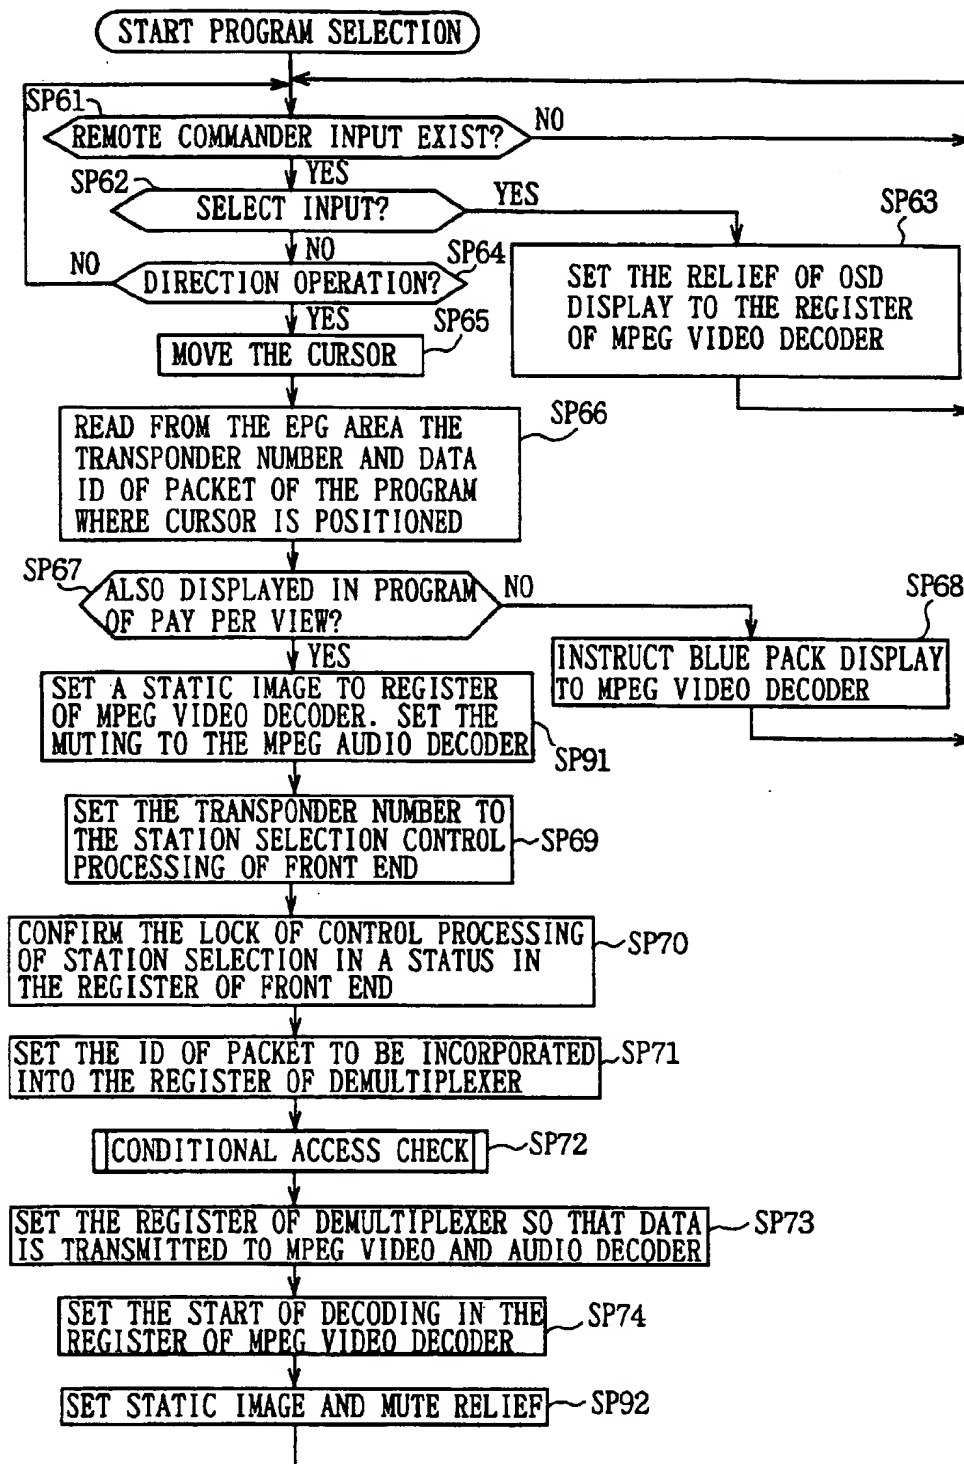 START PROGRAM SELECTION
SP61
REMOTE COMMANDER INPUT EXIST?
NO
YES
SP62
SELECT INPUT?
YES
SP63
SET THE RELIEF OF OSD
DISPLAY TO THE REGISTER
OF MPEG VIDEO DECODER
NO
NO
SP64
DIRECTION OPERATION?
YES
SP65
MOVE THE CURSOR
SP66
READ FROM THE EPG AREA THE
TRANSPONDER NUMBER AND DATA
ID OF PACKET OF THE PROGRAM
WHERE CURSOR IS POSITIONED
SP67
ALSO DISPLAYED IN PROGRAM
OF PAY PER VIEW?
NO
SP68
INSTRUCT BLUE PACK DISPLAY
TO MPEG VIDEO DECODER
YES
SET A STATIC IMAGE TO REGISTER
OF MPEG VIDEO DECODER. SET THE
MUTING TO THE MPEG AUDIO DECODER
SP91
SET THE TRANSPONDER NUMBER TO
THE STATION SELECTION CONTROL
PROCESSING OF FRONT END
SP69
CONFIRM THE LOCK OF CONTROL PROCESSING
OF STATION SELECTION IN A STATUS IN
THE REGISTER OF FRONT END
SP70
SET THE ID OF PACKET TO BE INCORPORATED
INTO THE REGISTER OF DEMULTIPLEXER
SP71
CONDITIONAL ACCESS CHECK
SP72
SET THE REGISTER OF DEMULTIPLEXER SO THAT DATA
IS TRANSMITTED TO MPEG VIDEO AND AUDIO DECODER
SP73
SET THE START OF DECODING IN THE
REGISTER OF MPEG VIDEO DECODER
SP74
SET STATIC IMAGE AND MUTE RELIEF
SP92